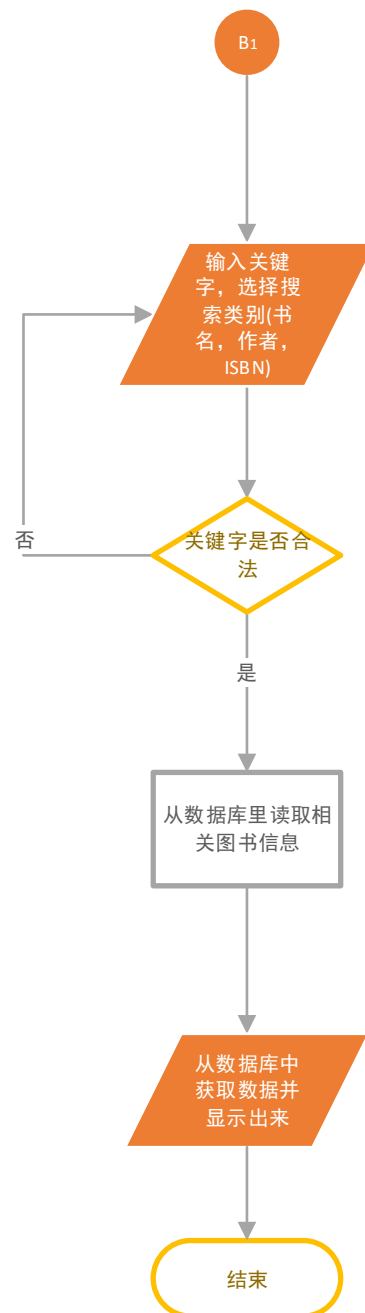 B1
输入关键
字，选择搜
索类别(书
名，作者，
ISBN)
关键字是否合
法
否
是
从数据库里读取相
关图书信息
从数据库中
获取数据并
显示出来
结束